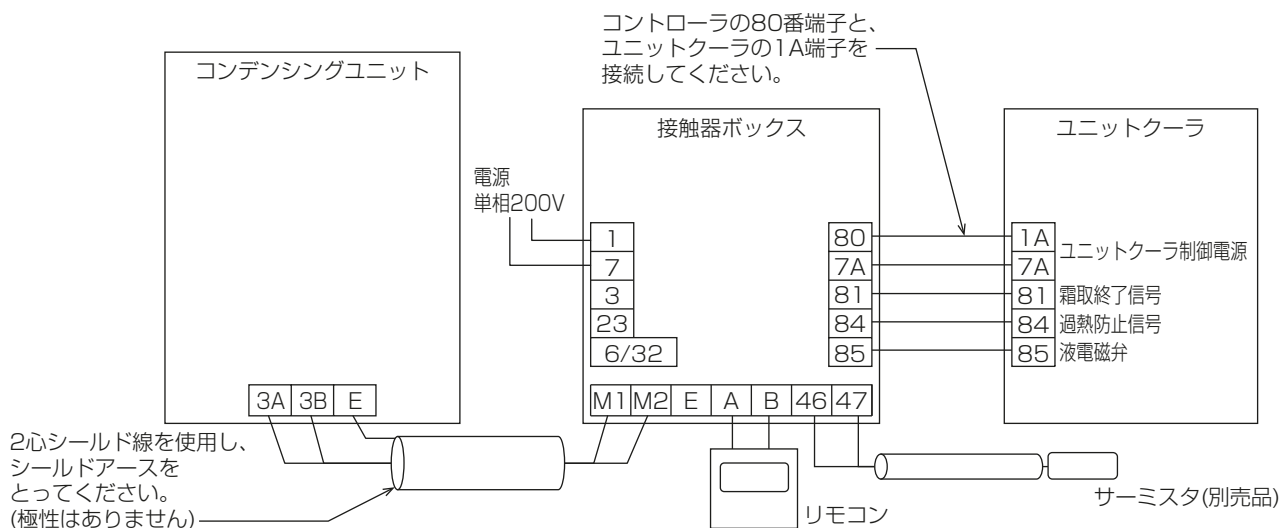 コントローラの80番端子と、
ユニットクーラの1A端子を
接続してください。
コンデンシングユニット
接触器ボックス
ユニットクーラ
電源
単相200V
1
7
3
23
6/32
80
7A
81
84
85
1A
7A
81
84
85
ユニットクーラ制御電源
霜取終了信号
過熱防止信号
液電磁弁
3A 3B E
M1 M2 E A B 46 47
2心シールド線を使用し、
シールドアースを
とってください。
(極性はありません)
リモコン
サーミスタ(別売品)